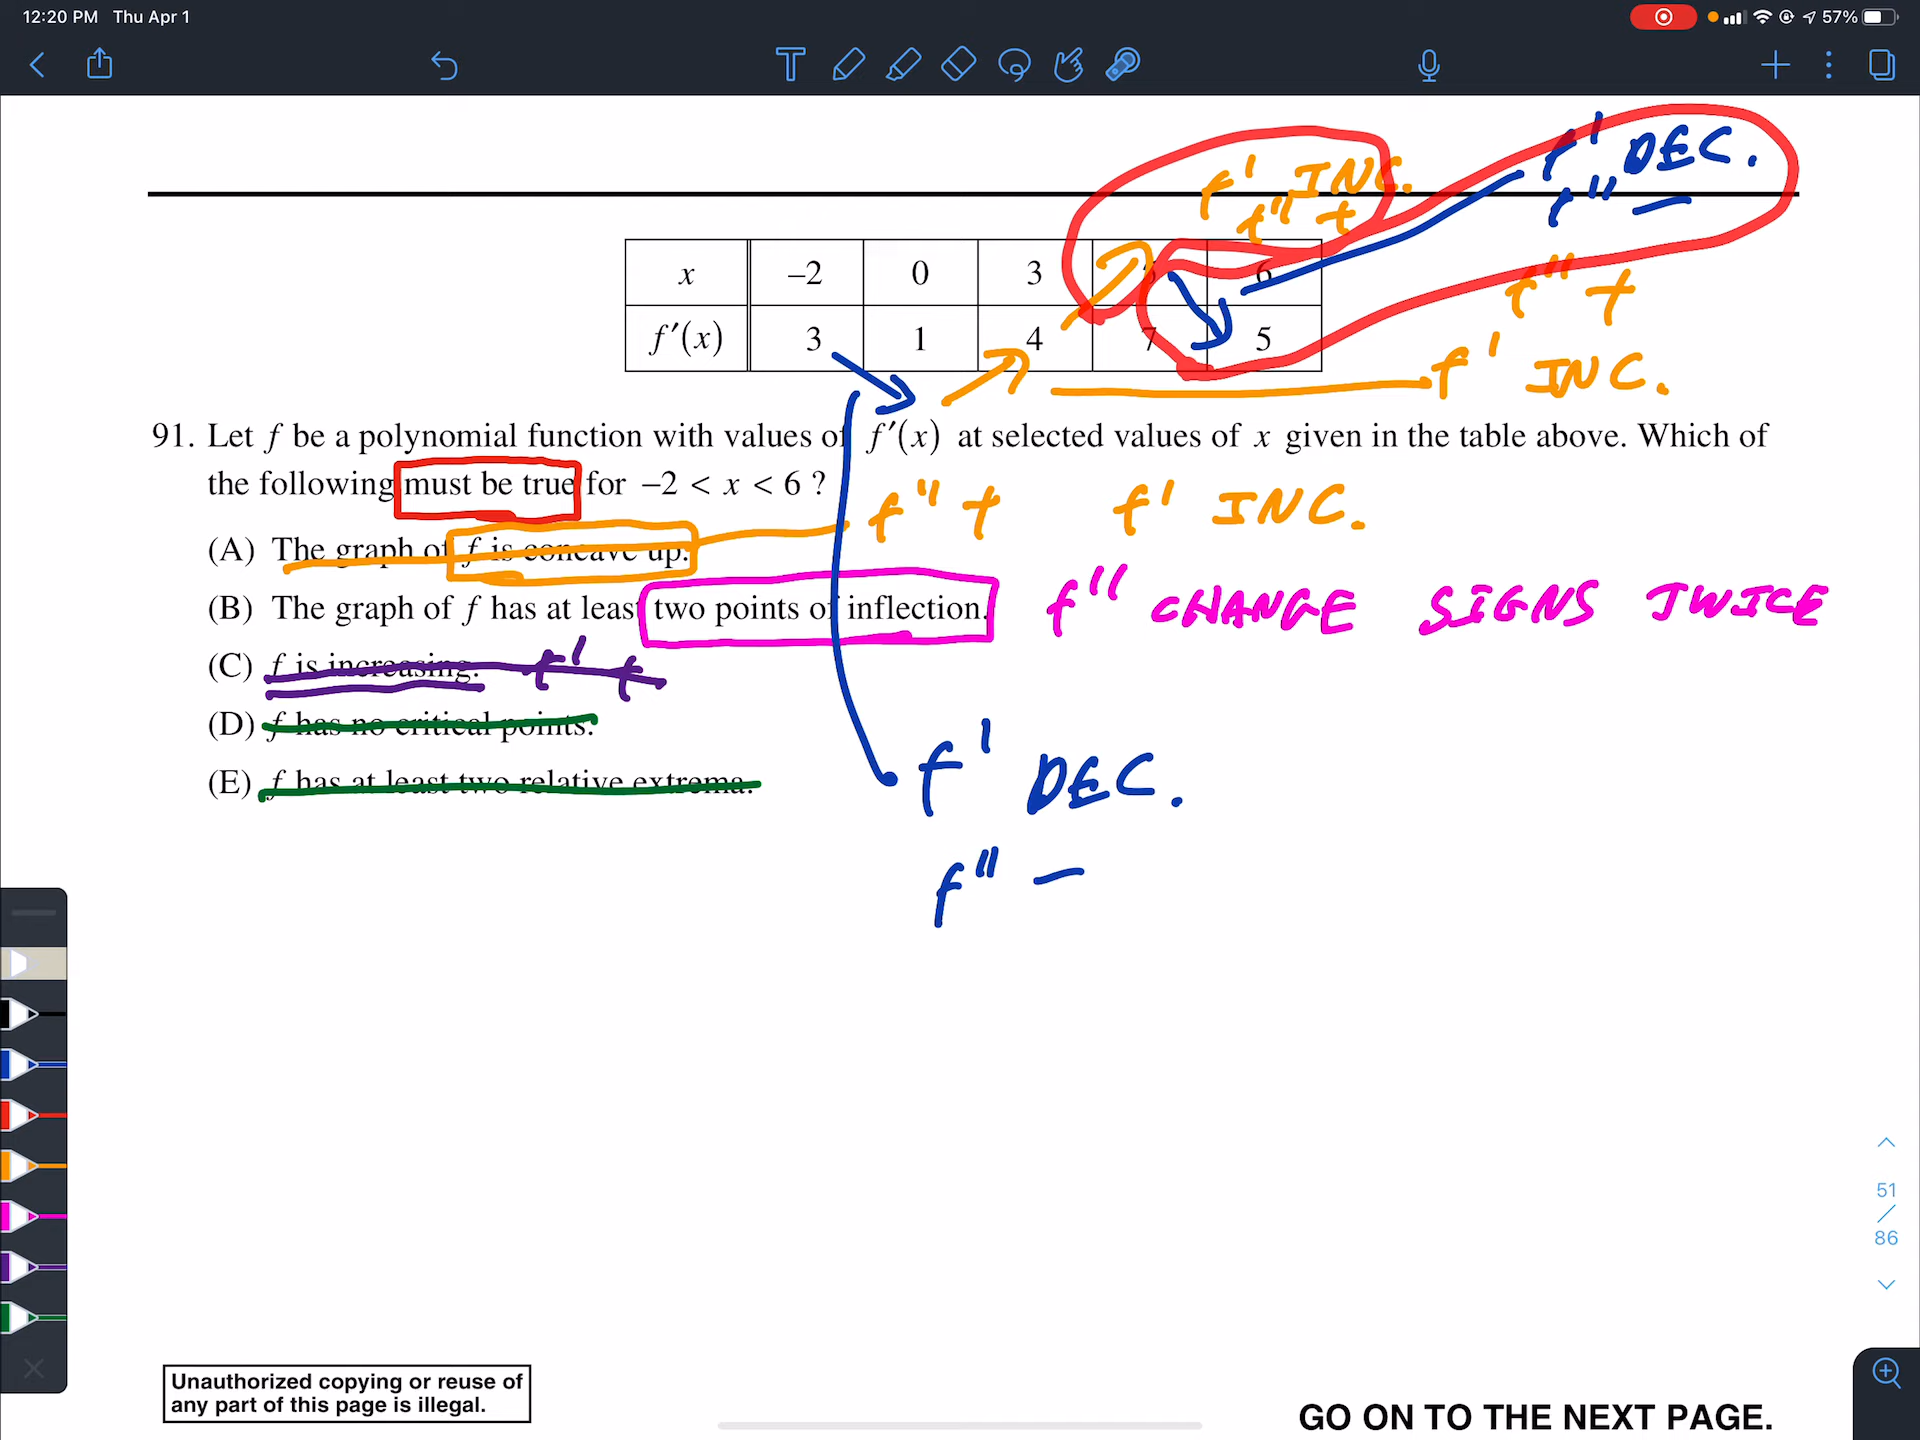 12:20 PM Thu Apr 1
57%
f' INC.
f'' +
f' DEC.
f'' −
x −2 0 3 5 6
f'(x) 3 1 4 7 5
f'' +
f' INC.
91. Let f be a polynomial function with values of f'(x) at selected values of x given in the table above. Which of
the following must be true for −2 < x < 6 ?
f'' + f' INC.
(A) The graph of f is concave up.
(B) The graph of f has at least two points of inflection. f'' CHANGE SIGNS TWICE
(C) f is increasing. f' +
(D) f has no critical points.
(E) f has at least two relative extrema.
f' DEC.
f'' −
51
/
86
Unauthorized copying or reuse of
any part of this page is illegal.
GO ON TO THE NEXT PAGE.